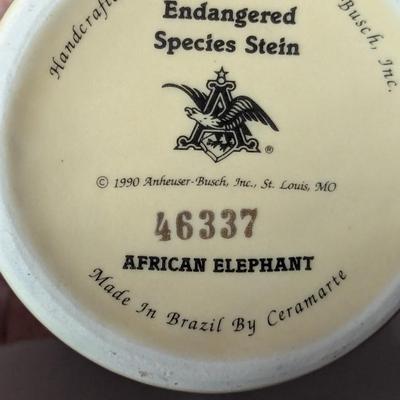 Endangered
Species Stein
Busch, Inc.
®
© 1990 Anheuser-Busch, Inc., St. Louis, MO
46337
AFRICAN ELEPHANT
Made In Brazil By Ceramarte